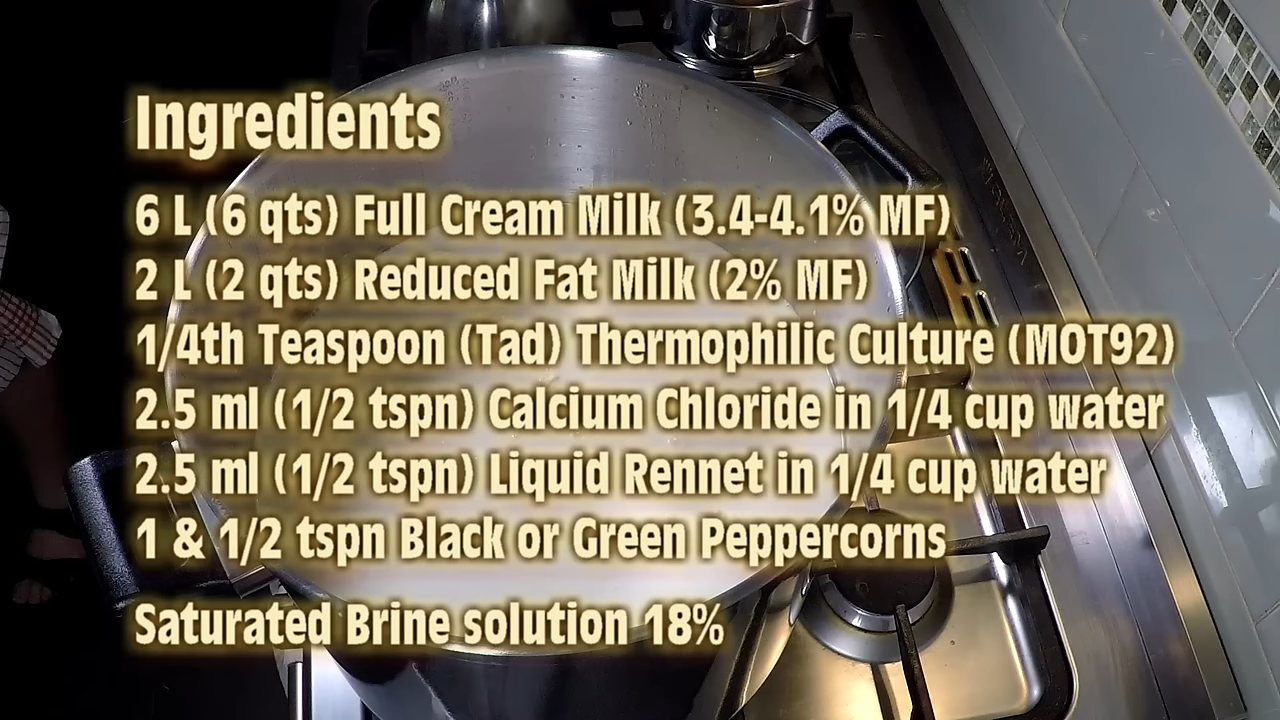 Ingredients
6 L (6 qts) Full Cream Milk (3.4-4.1% MF)
2 L (2 qts) Reduced Fat Milk (2% MF)
1/4th Teaspoon (Tad) Thermophilic Culture (MOT92)
2.5 ml (1/2 tspn) Calcium Chloride in 1/4 cup water
2.5 ml (1/2 tspn) Liquid Rennet in 1/4 cup water
1 & 1/2 tspn Black or Green Peppercorns
Saturated Brine solution 18%